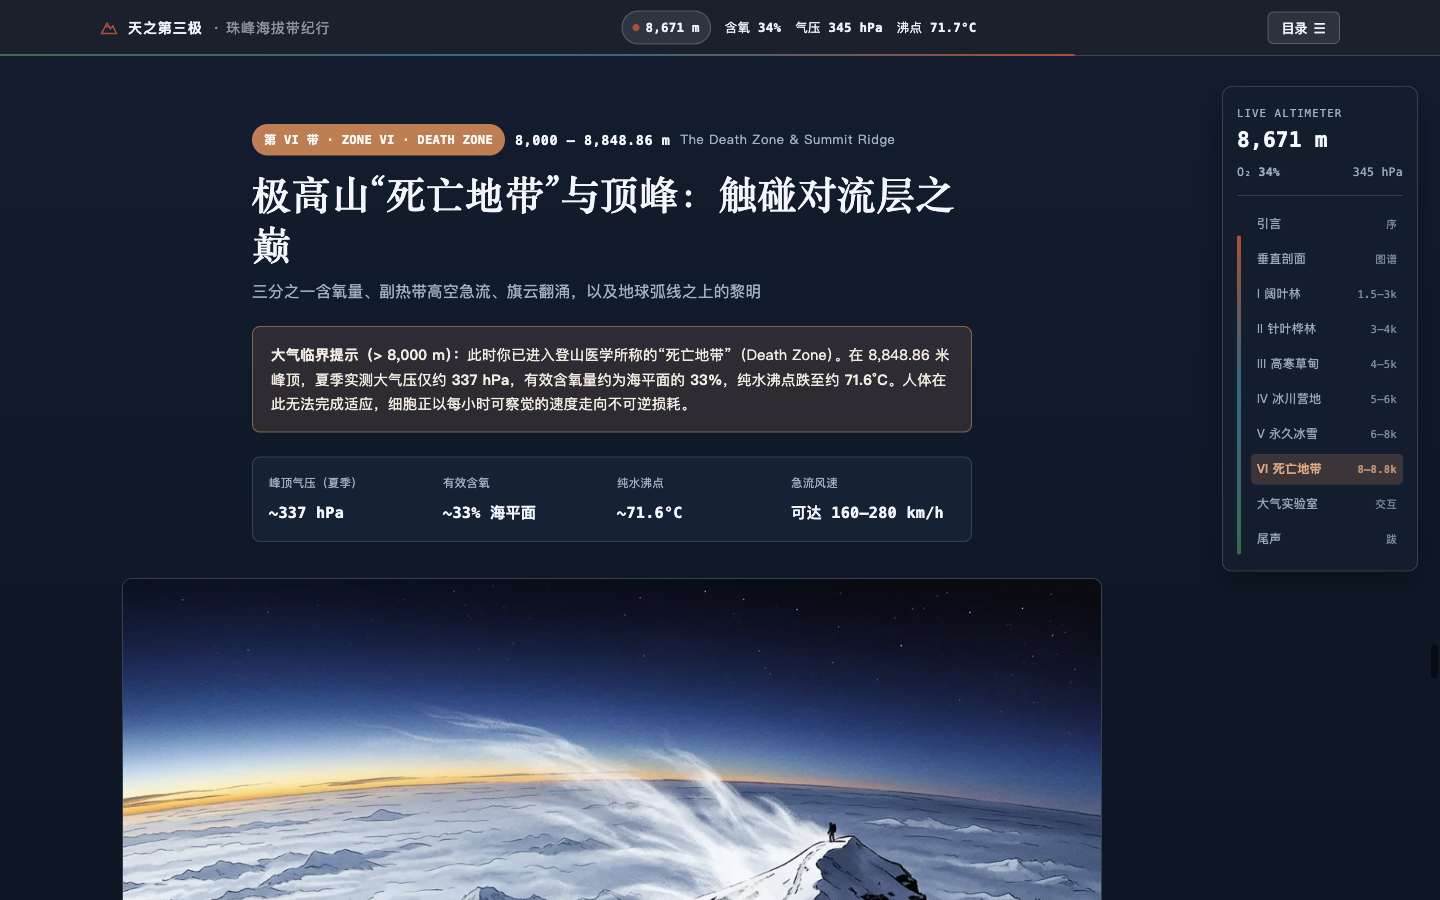 天之第三极 · 珠峰海拔带纪行
8,671 m 含氧 34% 气压 345 hPa 沸点 71.7°C
目录 ☰
第 VI 带 · ZONE VI · DEATH ZONE 8,000 – 8,848.86 m The Death Zone & Summit Ridge
极高山“死亡地带”与顶峰：触碰对流层之
巅
三分之一含氧量、副热带高空急流、旗云翻涌，以及地球弧线之上的黎明
大气临界提示（> 8,000 m）：此时你已进入登山医学所称的“死亡地带”（Death Zone）。在 8,848.86 米
峰顶，夏季实测大气压仅约 337 hPa，有效含氧量约为海平面的 33%，纯水沸点跌至约 71.6°C。人体在
此无法完成适应，细胞正以每小时可察觉的速度走向不可逆损耗。
峰顶气压（夏季） 有效含氧 纯水沸点 急流风速
~337 hPa ~33% 海平面 ~71.6°C 可达 160–280 km/h
LIVE ALTIMETER
8,671 m
O₂ 34% 345 hPa
引言 序
垂直剖面 图谱
I 阔叶林 1.5–3k
II 针叶桦林 3–4k
III 高寒草甸 4–5k
IV 冰川营地 5–6k
V 永久冰雪 6–8k
VI 死亡地带 8–8.8k
大气实验室 交互
尾声 跋